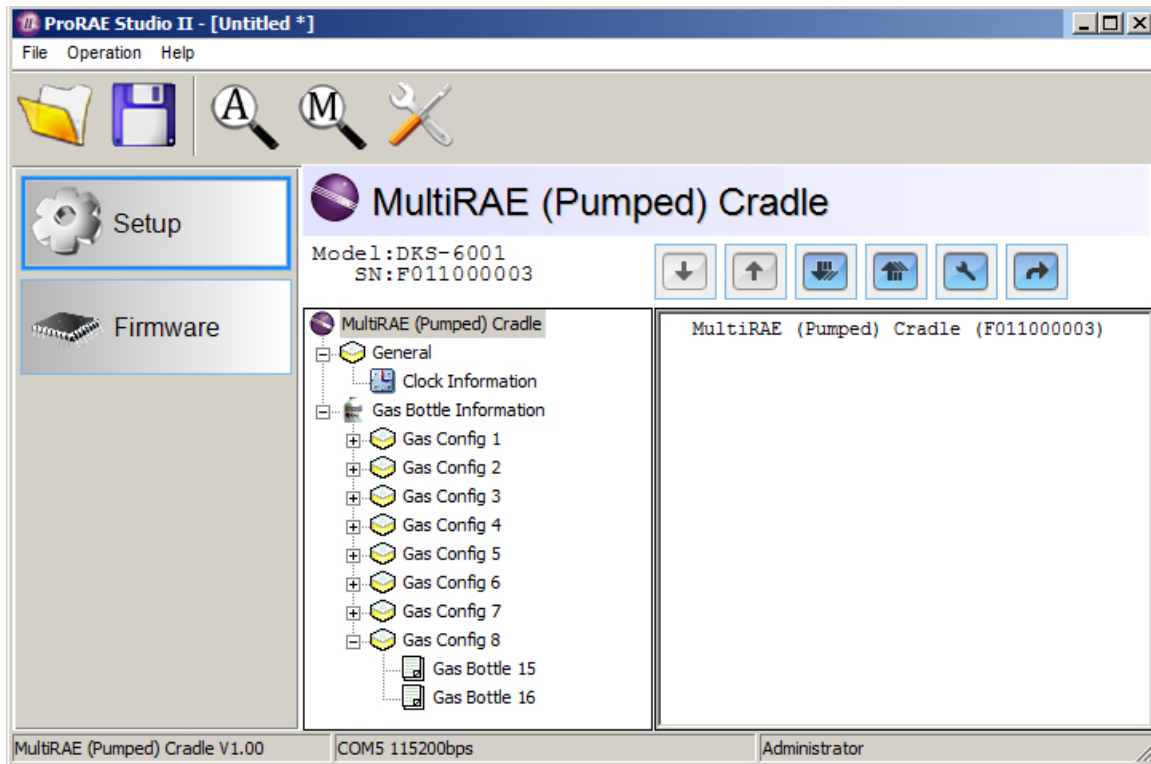 ProRAE Studio II - [Untitled *]
File Operation Help
A M
Setup
Firmware
MultiRAE (Pumped) Cradle
Model:DKS-6001
SN:F011000003
MultiRAE (Pumped) Cradle
General
Clock Information
Gas Bottle Information
Gas Config 1
Gas Config 2
Gas Config 3
Gas Config 4
Gas Config 5
Gas Config 6
Gas Config 7
Gas Config 8
Gas Bottle 15
Gas Bottle 16
MultiRAE (Pumped) Cradle (F011000003)
MultiRAE (Pumped) Cradle V1.00 COM5 115200bps Administrator